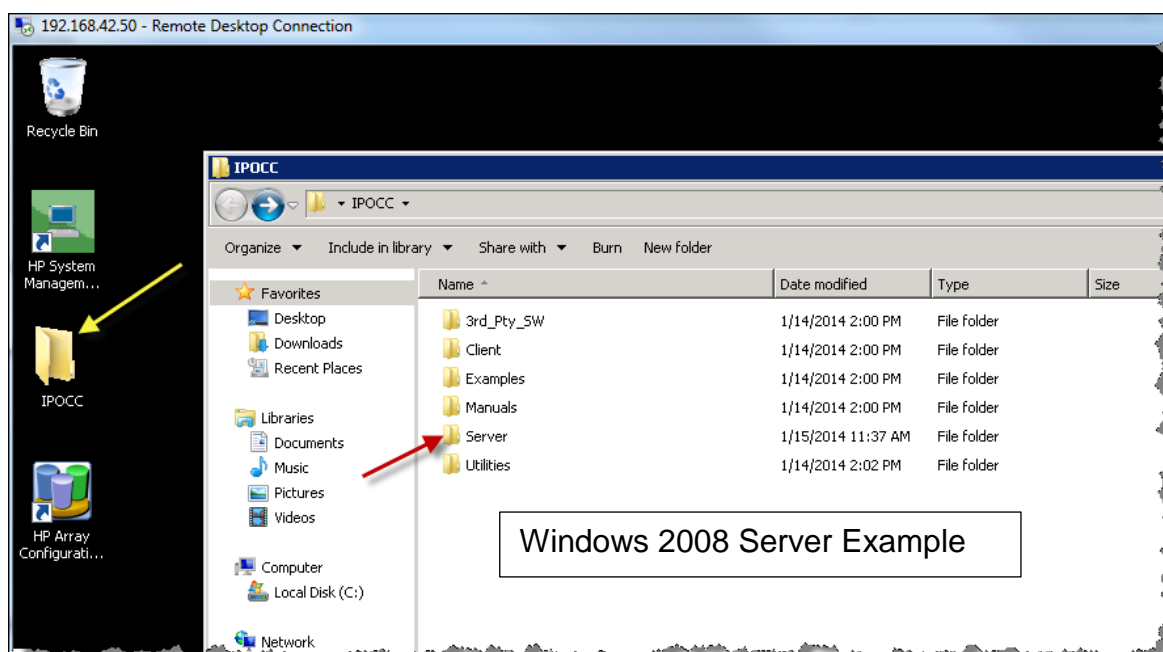 192.168.42.50 - Remote Desktop Connection
Recycle Bin
HP System
Managem...
IPOCC
HP Array
Configurati...
IPOCC
IPOCC
Organize Include in library Share with Burn New folder
Favorites
Desktop
Downloads
Recent Places
Libraries
Documents
Music
Pictures
Videos
Computer
Local Disk (C:)
Network
Name Date modified Type Size
3rd_Pty_SW 1/14/2014 2:00 PM File folder
Client 1/14/2014 2:00 PM File folder
Examples 1/14/2014 2:00 PM File folder
Manuals 1/14/2014 2:00 PM File folder
Server 1/15/2014 11:37 AM File folder
Utilities 1/14/2014 2:02 PM File folder
Windows 2008 Server Example